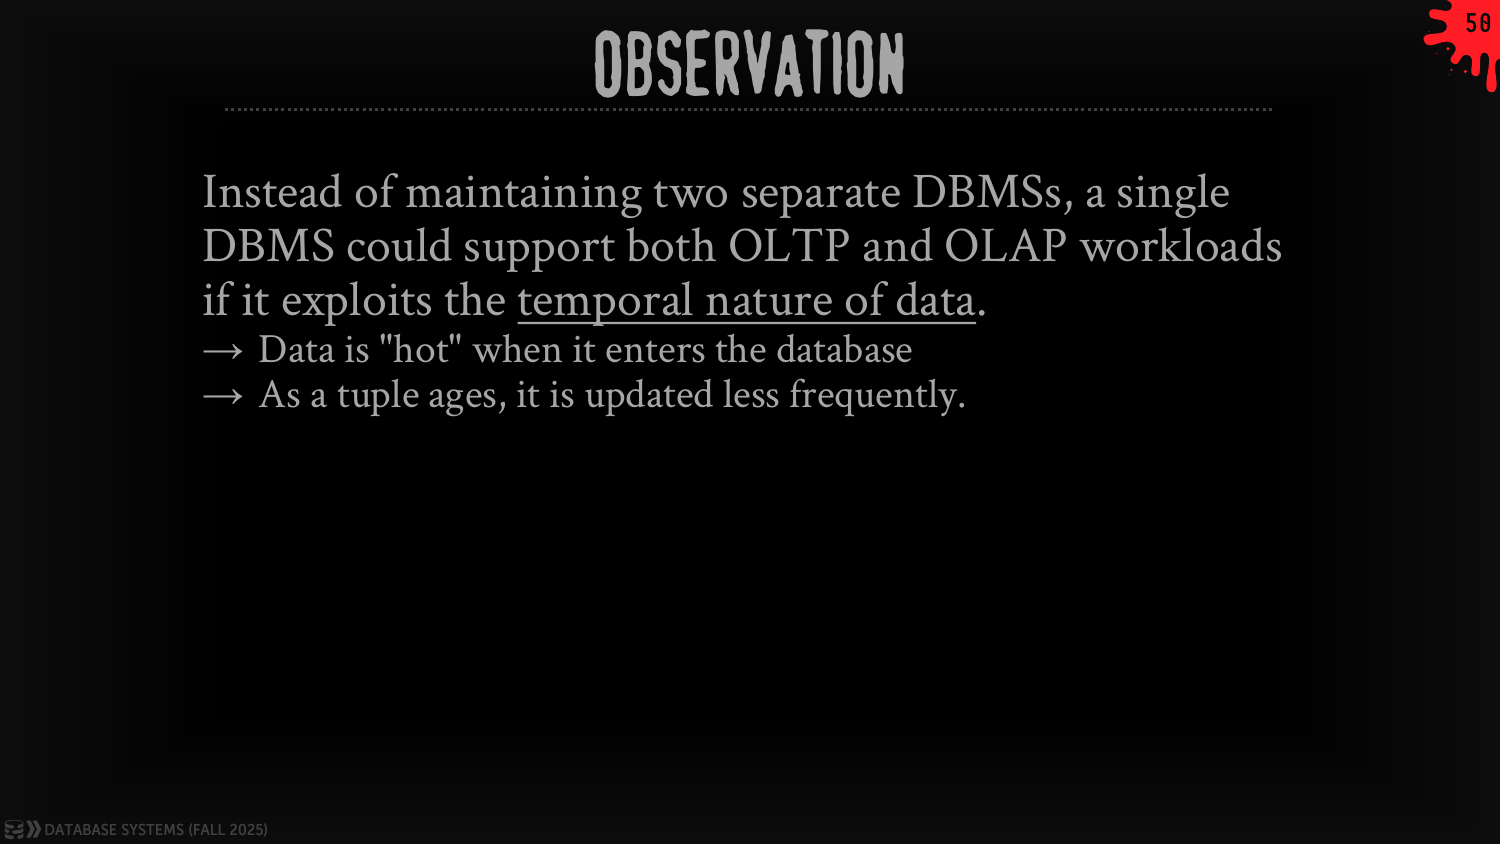 OBSERVATION
50
Instead of maintaining two separate DBMSs, a single
DBMS could support both OLTP and OLAP workloads
if it exploits the temporal nature of data.
→ Data is "hot" when it enters the database
→ As a tuple ages, it is updated less frequently.
DATABASE SYSTEMS (FALL 2025)